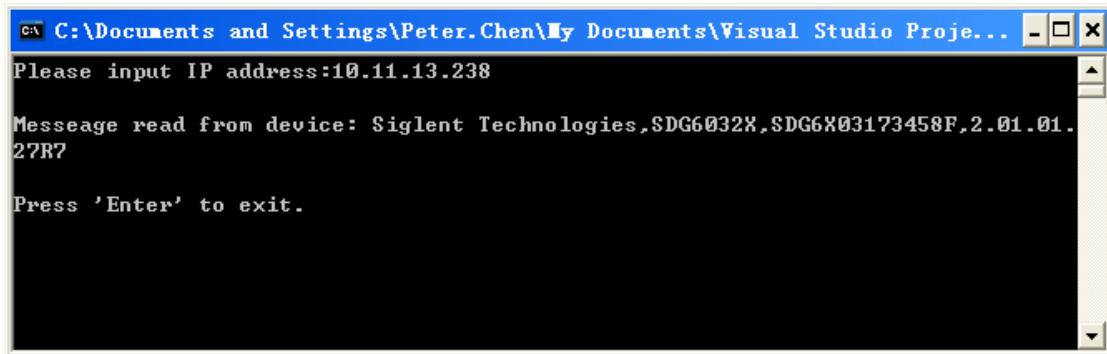 C:\Documents and Settings\Peter.Chen\My Documents\Visual Studio Proje...
Please input IP address:10.11.13.238
Messeage read from device: Siglent Technologies,SDG6032X,SDG6X03173458F,2.01.01.
27R7
Press 'Enter' to exit.